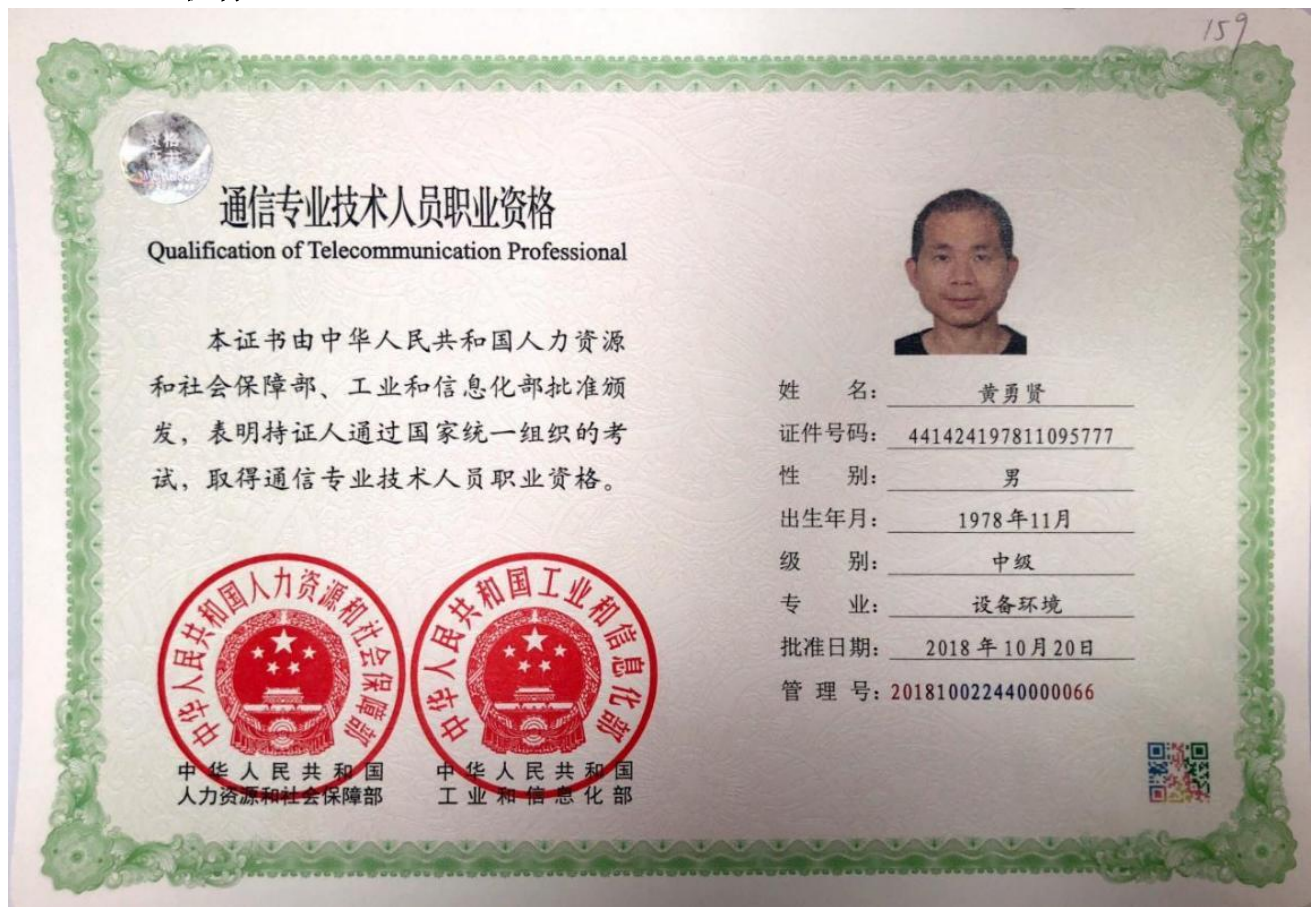 159
通信专业技术人员职业资格
Qualification of Telecommunication Professional
本证书由中华人民共和国人力资源
和社会保障部、工业和信息化部批准颁
发，表明持证人通过国家统一组织的考
试，取得通信专业技术人员职业资格。
中华人民共和国人力资源和社会保障部
中华人民共和国工业和信息化部
中华人民共和国
人力资源和社会保障部
中华人民共和国
工业和信息化部
姓 名：黄勇贤
证件号码：441424197811095777
性 别：男
出生年月：1978年11月
级 别：中级
专 业：设备环境
批准日期：2018年10月20日
管 理 号：201810022440000066